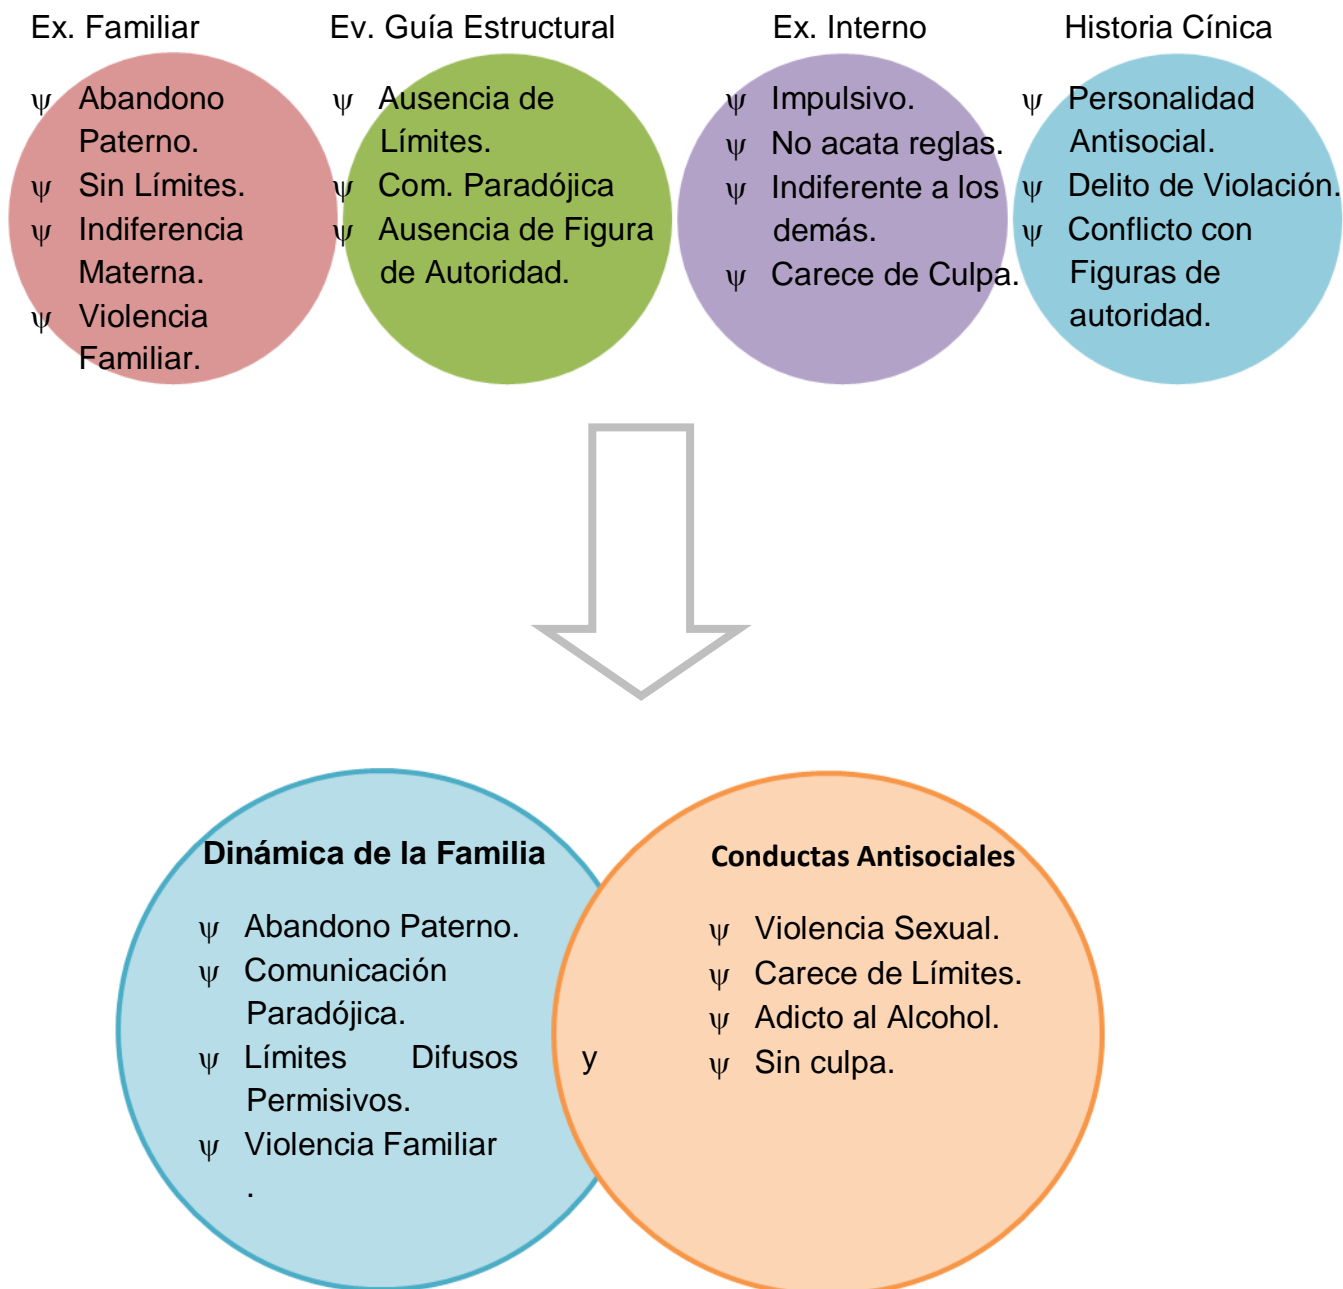 Ex. Familiar
ψ Abandono
Paterno.
ψ Sin Límites.
ψ Indiferencia
Materna.
ψ Violencia
Familiar.
Ev. Guía Estructural
ψ Ausencia de
Límites.
ψ Com. Paradójica
ψ Ausencia de Figura
de Autoridad.
Ex. Interno
ψ Impulsivo.
ψ No acata reglas.
ψ Indiferente a los
demás.
ψ Carece de Culpa.
Historia Cínica
ψ Personalidad
Antisocial.
ψ Delito de Violación.
ψ Conflicto con
Figuras de
autoridad.
Dinámica de la Familia
ψ Abandono Paterno.
ψ Comunicación
Paradójica.
ψ Límites Difusos y
Permisivos.
ψ Violencia Familiar
.
Conductas Antisociales
ψ Violencia Sexual.
ψ Carece de Límites.
ψ Adicto al Alcohol.
ψ Sin culpa.